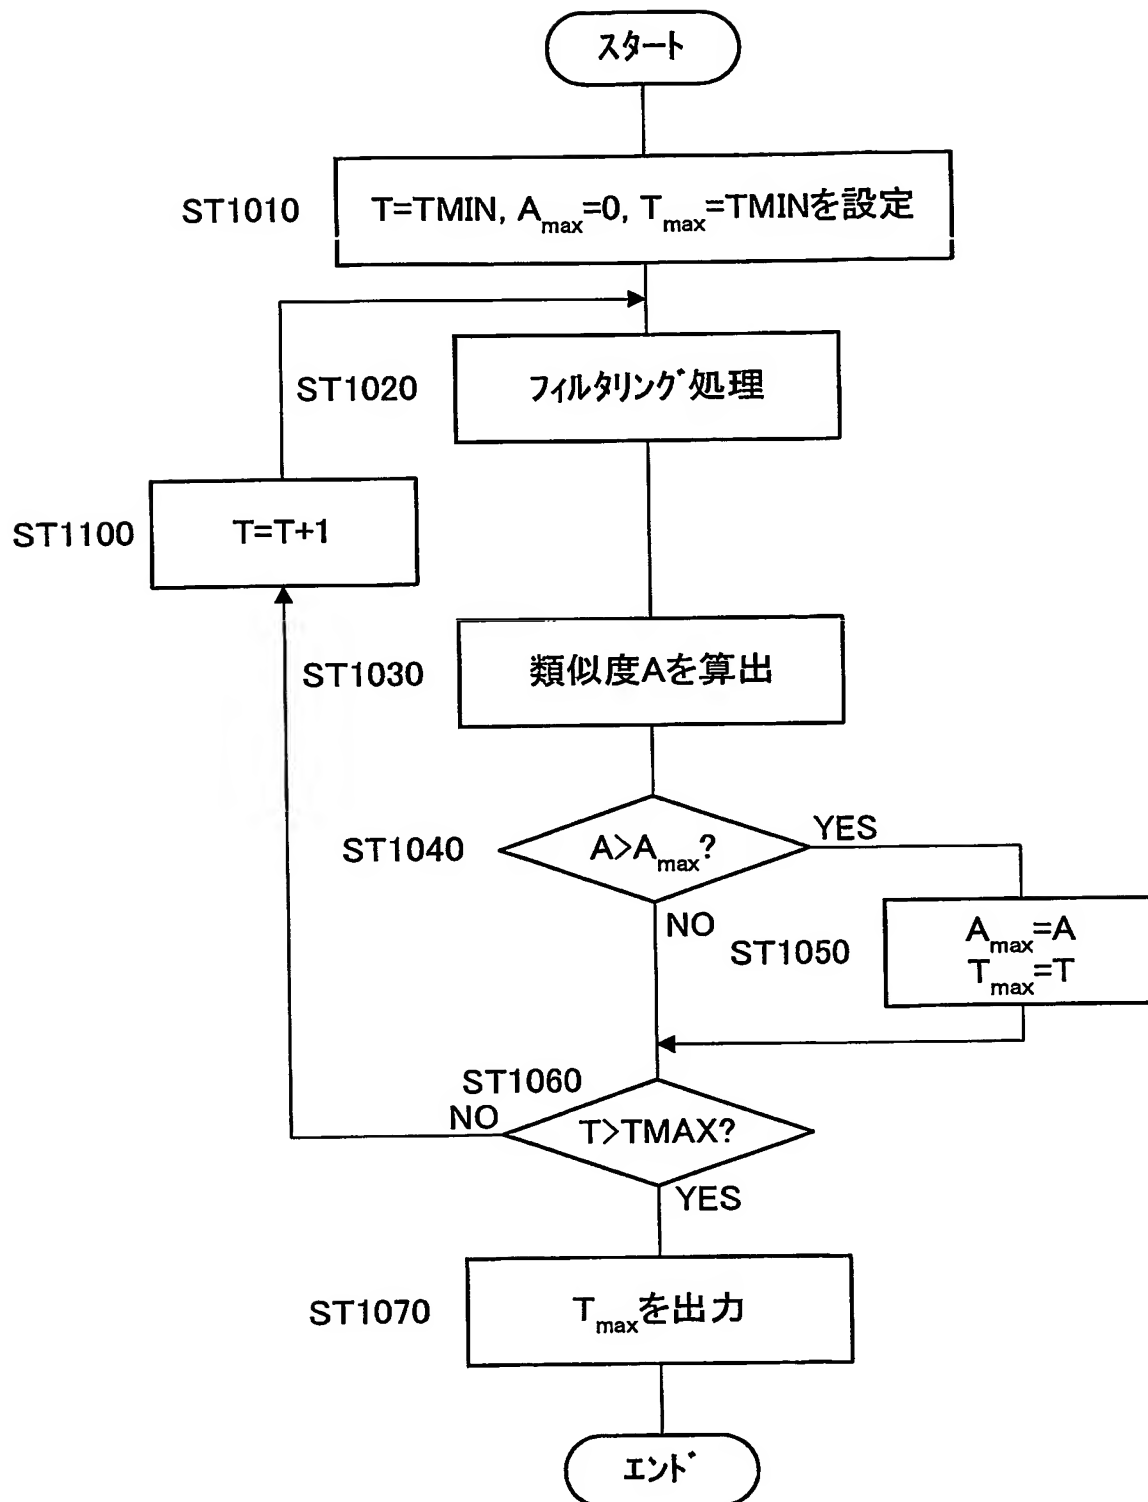 スタート
ST1010
T=TMIN, Amax=0, Tmax=TMINを設定
ST1020
フィルタリング処理
ST1100
T=T+1
ST1030
類似度Aを算出
ST1040
A>Amax?
YES
NO
ST1050
Amax=A
Tmax=T
ST1060
NO
T>TMAX?
YES
ST1070
Tmaxを出力
エンド